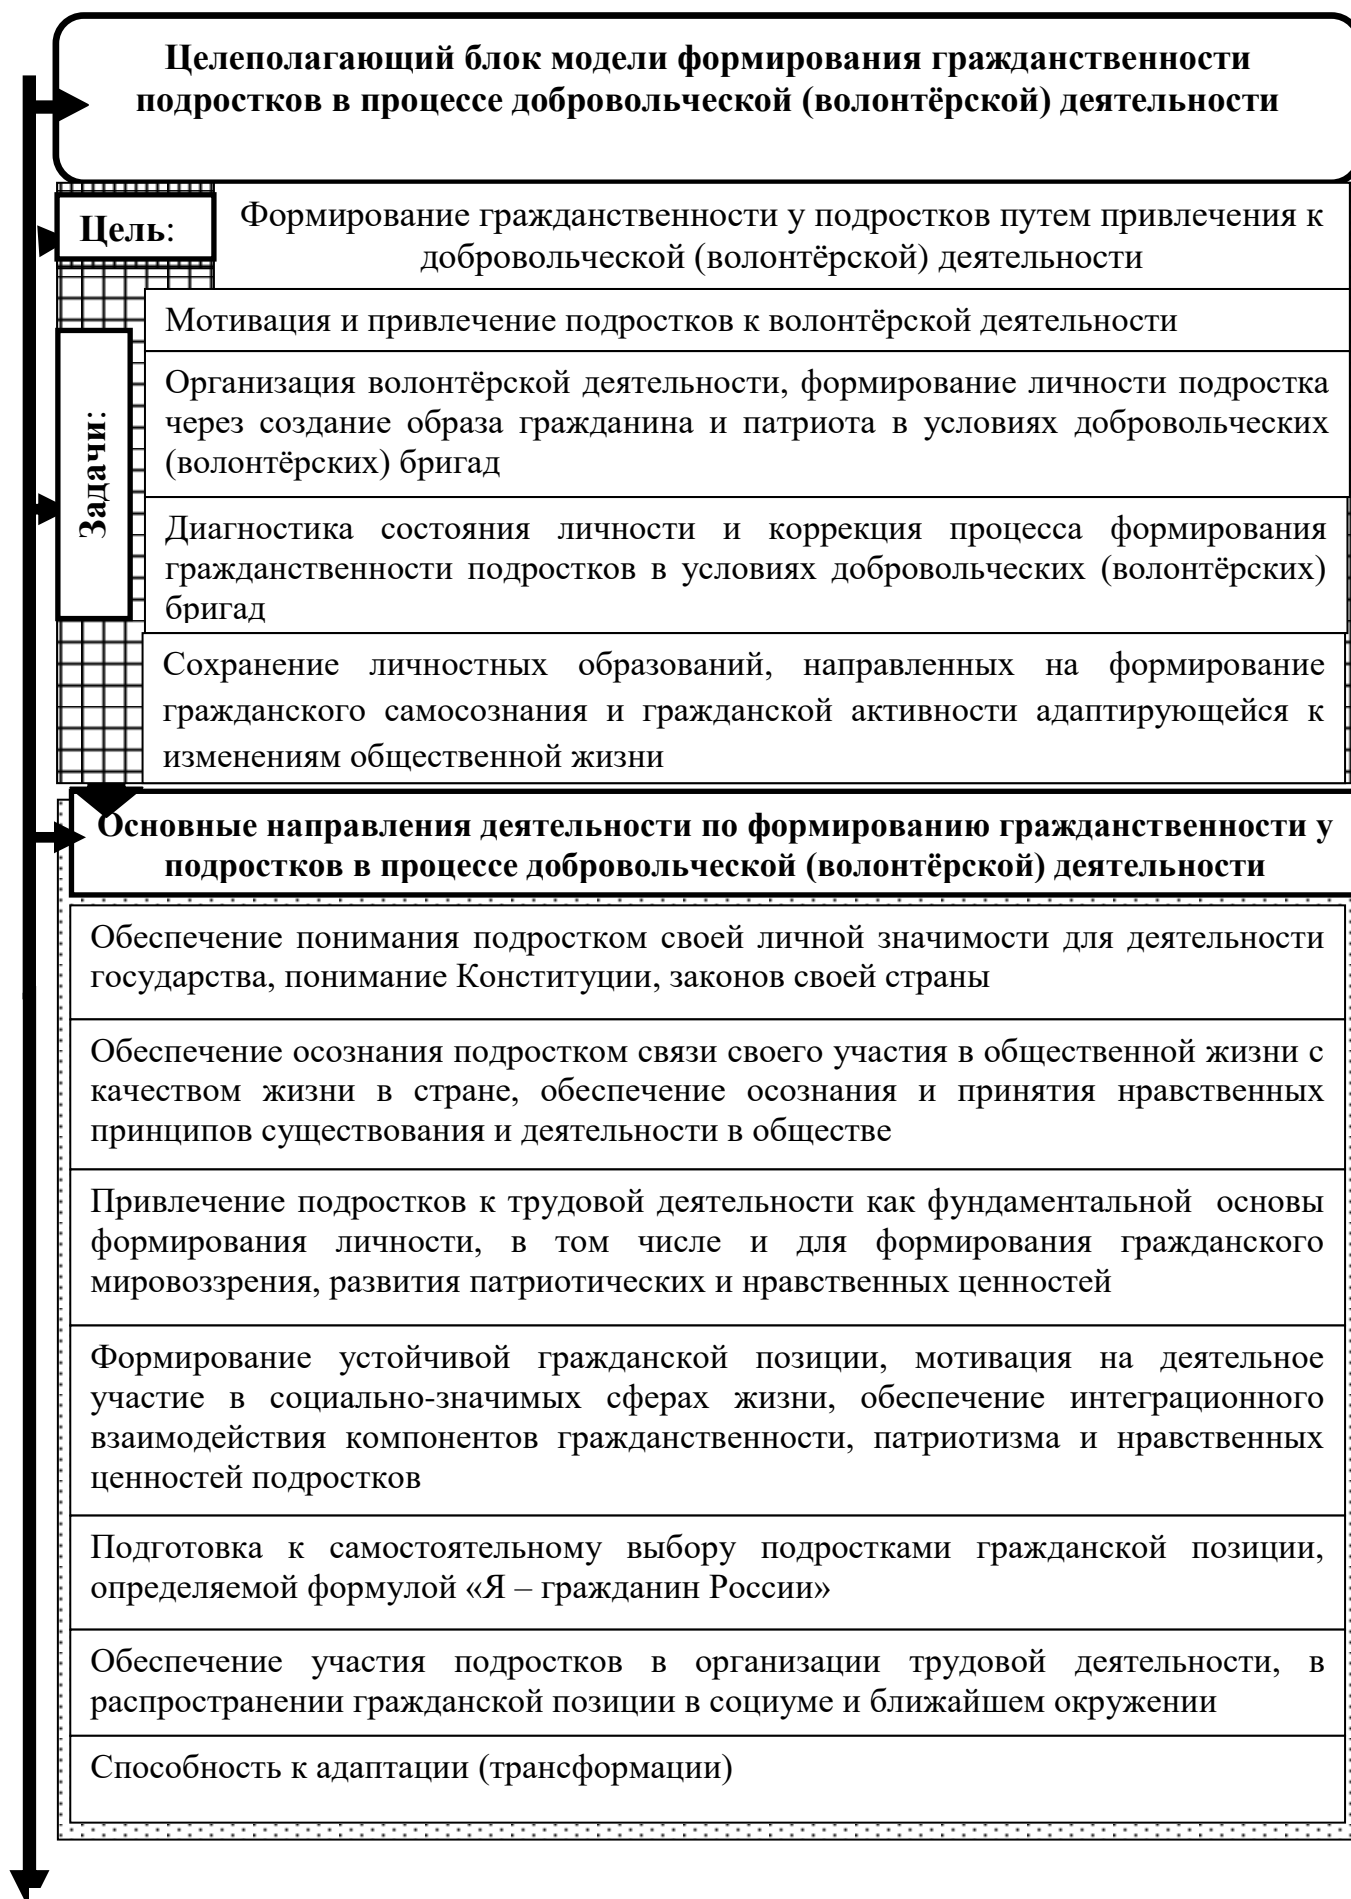 Целеполагающий блок модели формирования гражданственности
подростков в процессе добровольческой (волонтёрской) деятельности
Цель:
Формирование гражданственности у подростков путем привлечения к
добровольческой (волонтёрской) деятельности
Задачи:
Мотивация и привлечение подростков к волонтёрской деятельности
Организация волонтёрской деятельности, формирование личности подростка
через создание образа гражданина и патриота в условиях добровольческих
(волонтёрских) бригад
Диагностика состояния личности и коррекция процесса формирования
гражданственности подростков в условиях добровольческих (волонтёрских)
бригад
Сохранение личностных образований, направленных на формирование
гражданского самосознания и гражданской активности адаптирующейся к
изменениям общественной жизни
Основные направления деятельности по формированию гражданственности у
подростков в процессе добровольческой (волонтёрской) деятельности
Обеспечение понимания подростком своей личной значимости для деятельности
государства, понимание Конституции, законов своей страны
Обеспечение осознания подростком связи своего участия в общественной жизни с
качеством жизни в стране, обеспечение осознания и принятия нравственных
принципов существования и деятельности в обществе
Привлечение подростков к трудовой деятельности как фундаментальной основы
формирования личности, в том числе и для формирования гражданского
мировоззрения, развития патриотических и нравственных ценностей
Формирование устойчивой гражданской позиции, мотивация на деятельное
участие в социально-значимых сферах жизни, обеспечение интеграционного
взаимодействия компонентов гражданственности, патриотизма и нравственных
ценностей подростков
Подготовка к самостоятельному выбору подростками гражданской позиции,
определяемой формулой «Я – гражданин России»
Обеспечение участия подростков в организации трудовой деятельности, в
распространении гражданской позиции в социуме и ближайшем окружении
Способность к адаптации (трансформации)